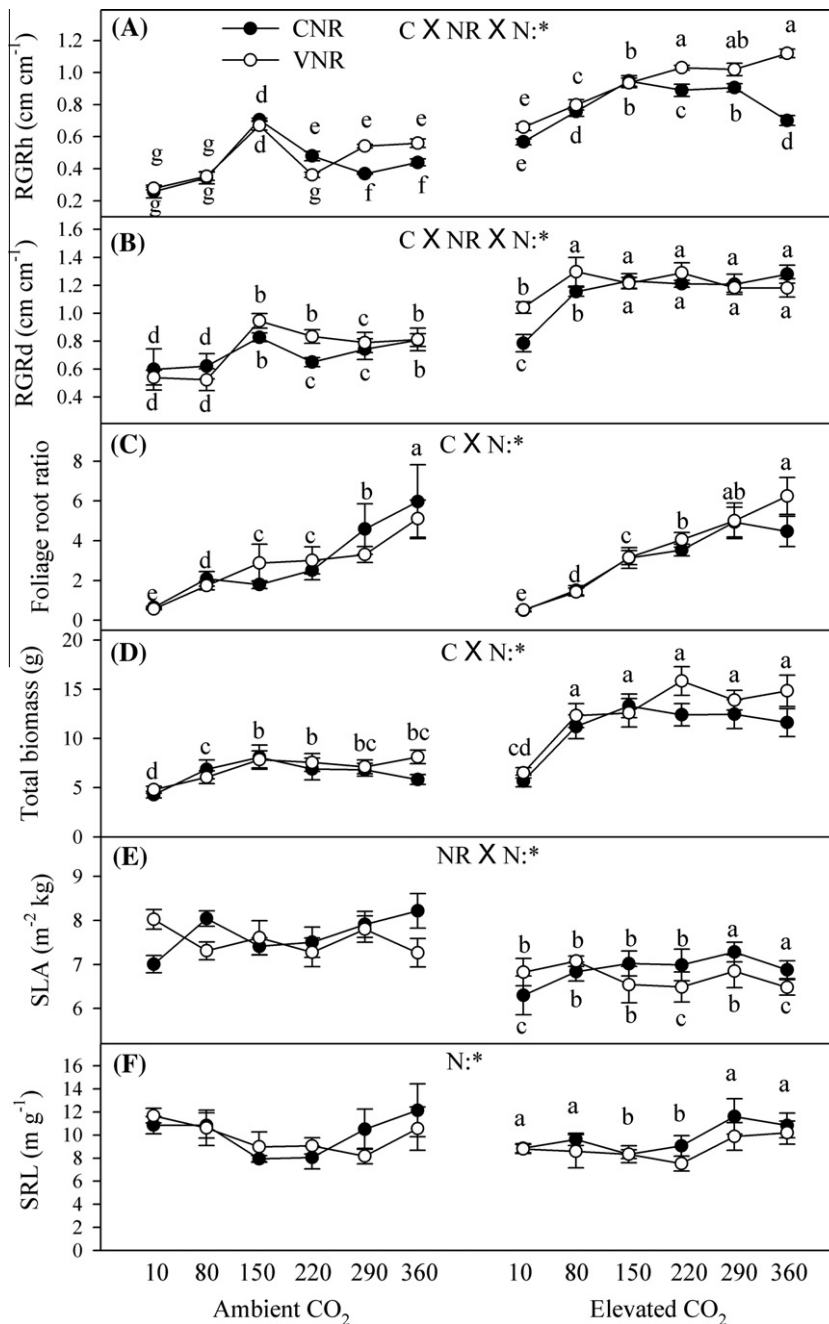 (A)
CNR
VNR
C X NR X N:*
RGRh (cm cm⁻¹)
1.2
1.0
0.8
0.6
0.4
0.2
g g d e e e
g g d g f f
e c b a ab a
e d b c b d
(B)
C X NR X N:*
RGRd (cm cm⁻¹)
1.6
1.4
1.2
1.0
0.8
0.6
0.4
d d b b c b
d d b c c b
b a a a a a
c b a a a a
(C)
C X N:*
Foliage root ratio
8
6
4
2
0
e d c c b a
e d c b ab a
(D)
C X N:*
Total biomass (g)
20
15
10
5
0
d c b b bc bc
cd a a a a a
(E)
NR X N:*
SLA (m⁻² kg)
9
8
7
6
b b b b a a
c b b c b c
(F)
N:*
SRL (m g⁻¹)
16
14
12
10
8
6
4
2
0
a a b b a a
10 80 150 220 290 360 10 80 150 220 290 360
Ambient CO₂ Elevated CO₂